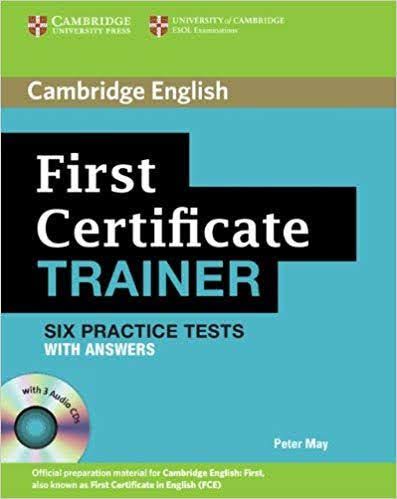 CAMBRIDGE
UNIVERSITY PRESS
UNIVERSITY of CAMBRIDGE
ESOL Examinations
Cambridge English
First
Certificate
TRAINER
SIX PRACTICE TESTS
WITH ANSWERS
with 3 Audio CDs
Peter May
Official preparation material for Cambridge English: First,
also known as First Certificate in English (FCE)